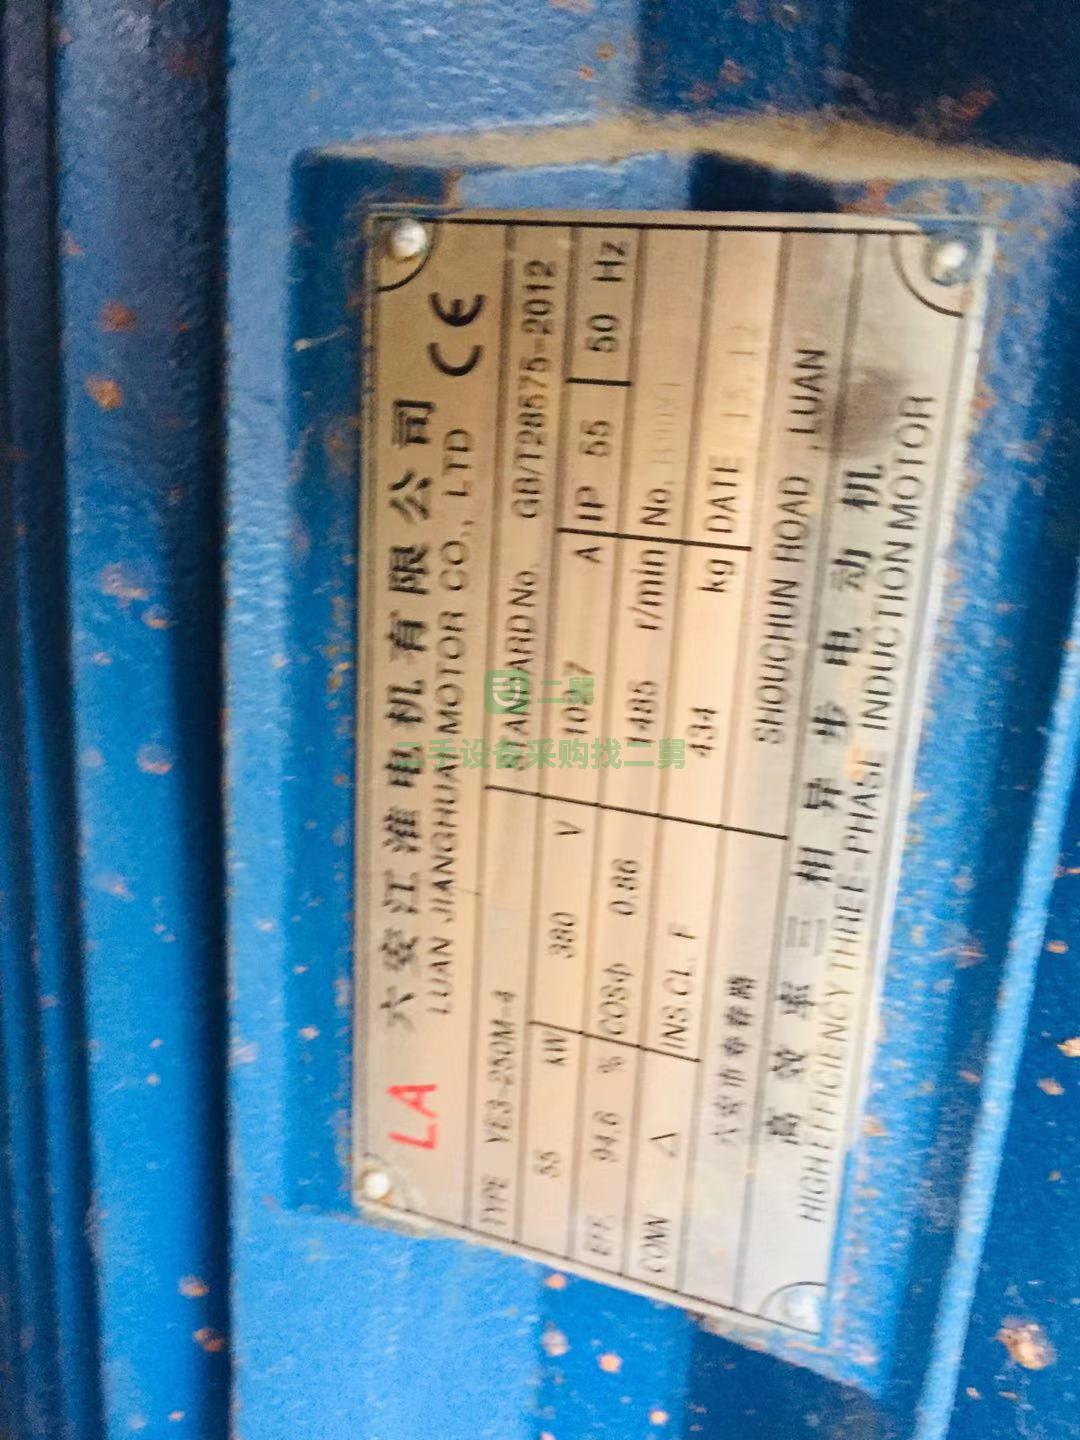 LA 六安江淮电机有限公司
LUAN JIANGHUAI MOTOR CO., LTD CE
TYPE YE3-250M-4 STANDARD No. GB/T28575-2012
55 kW 380 V 102.7 A IP 55 50 Hz
EFF. 94.6 % COSΦ 0.86 1485 r/min No.
CONN △ INS.CL. F 434 kg DATE
六安市寿春路 SHOUCHUN ROAD , LUAN
高效率三相异步电动机
HIGH EFFICIENCY THREE-PHASE INDUCTION MOTOR
二舅
二手设备采购找二舅